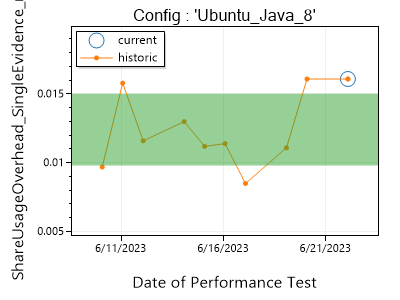 Config : 'Ubuntu_Java_8'
current
historic
ShareUsageOverhead_SingleEvidence_
0.015
0.01
0.005
6/11/2023
6/16/2023
6/21/2023
Date of Performance Test